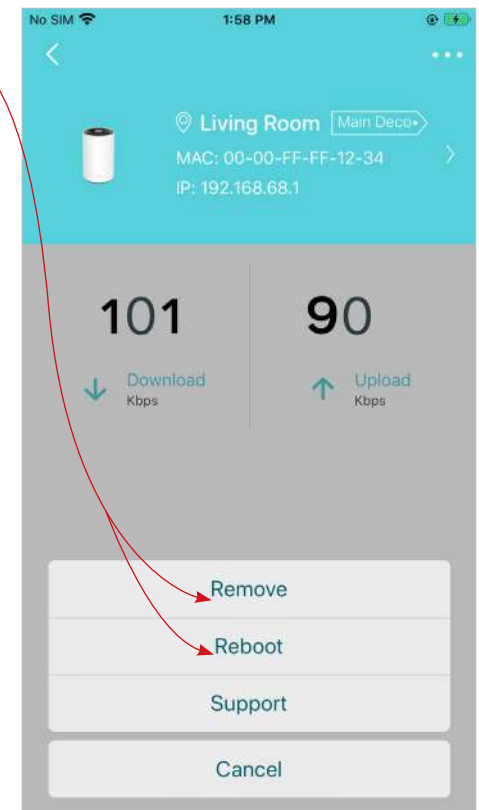 No SIM 1:58 PM
Living Room Main Deco
MAC: 00-00-FF-FF-12-34
IP: 192.168.68.1
101 90
Download Upload
Kbps Kbps
Remove
Reboot
Support
Cancel